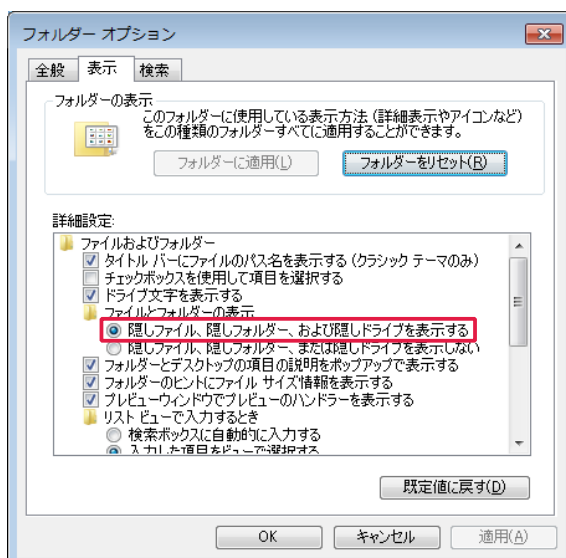 フォルダー オプション
全般 表示 検索
フォルダーの表示
このフォルダーに使用している表示方法（詳細表示やアイコンなど）
をこの種類のフォルダーすべてに適用することができます。
フォルダーに適用(L) フォルダーをリセット(R)
詳細設定:
ファイルおよびフォルダー
タイトル バーにファイルのパス名を表示する (クラシック テーマのみ)
チェックボックスを使用して項目を選択する
ドライブ文字を表示する
ファイルとフォルダーの表示
隠しファイル、隠しフォルダー、および隠しドライブを表示する
隠しファイル、隠しフォルダー、または隠しドライブを表示しない
フォルダーとデスクトップの項目の説明をポップアップで表示する
フォルダーのヒントにファイル サイズ情報を表示する
プレビューウィンドウでプレビューのハンドラーを表示する
リスト ビューで入力するとき
検索ボックスに自動的に入力する
入力した項目をビューで選択する
既定値に戻す(D)
OK キャンセル 適用(A)